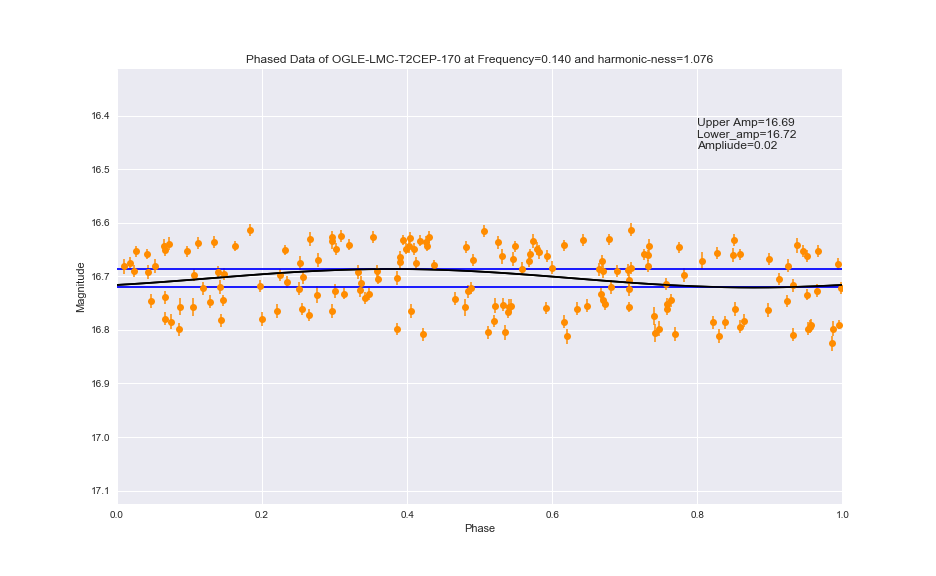 Phased Data of OGLE-LMC-T2CEP-170 at Frequency=0.140 and harmonic-ness=1.076
Upper Amp=16.69
Lower_amp=16.72
Ampliude=0.02
16.4
16.5
16.6
16.7
16.8
16.9
17.0
17.1
Magnitude
0.0 0.2 0.4 0.6 0.8 1.0
Phase